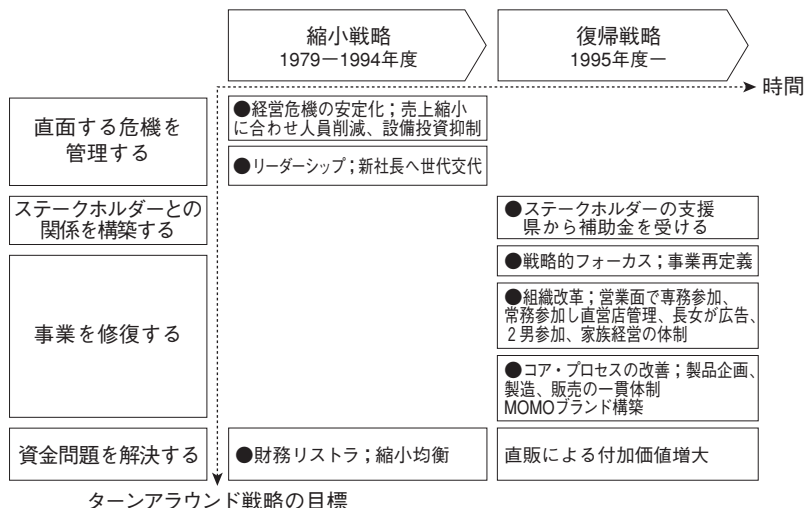 縮小戦略
1979－1994年度
復帰戦略
1995年度－
時間
直面する危機を
管理する
●経営危機の安定化；売上縮小
に合わせ人員削減、設備投資抑制
●リーダーシップ；新社長へ世代交代
ステークホルダーとの
関係を構築する
●ステークホルダーの支援
県から補助金を受ける
事業を修復する
●戦略的フォーカス；事業再定義
●組織改革；営業面で専務参加、
常務参加し直営店管理、長女が広告、
２男参加、家族経営の体制
●コア・プロセスの改善；製品企画、
製造、販売の一貫体制
MOMOブランド構築
資金問題を解決する
●財務リストラ；縮小均衡
直販による付加価値増大
ターンアラウンド戦略の目標